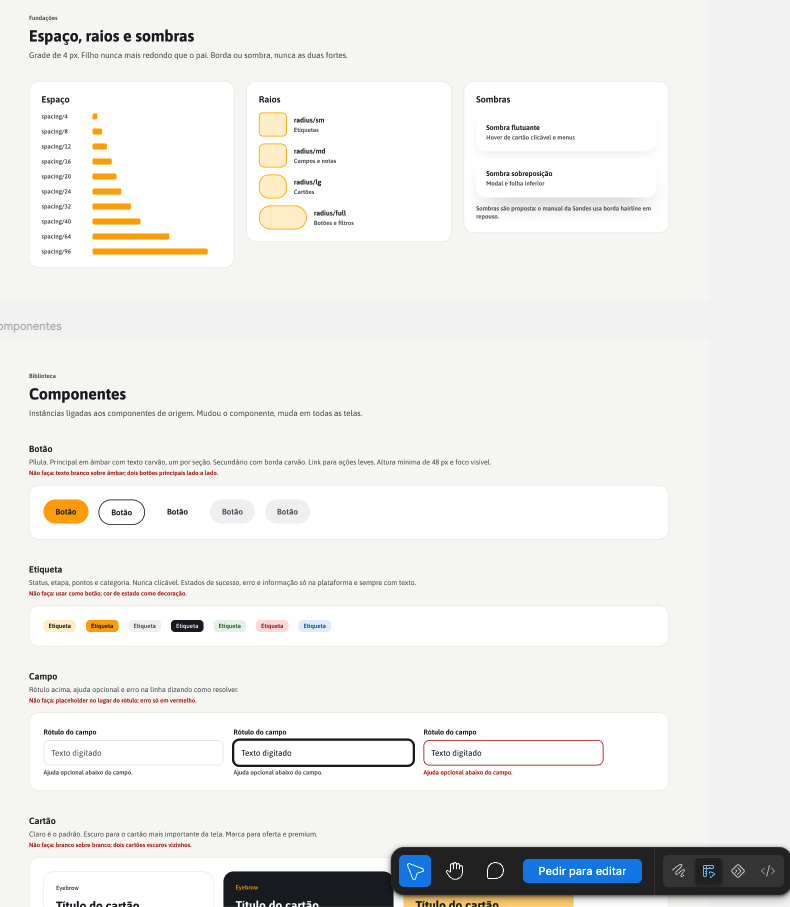 Fundações
Espaço, raios e sombras
Grade de 4 px. Filho nunca mais redondo que o pai. Borda ou sombra, nunca as duas fortes.
Espaço
spacing/4
spacing/8
spacing/12
spacing/16
spacing/20
spacing/24
spacing/32
spacing/40
spacing/64
spacing/96
Raios
radius/sm
Etiquetas
radius/md
Campos e notas
radius/lg
Cartões
radius/full
Botões e filtros
Sombras
Sombra flutuante
Hover de cartão clicável e menus
Sombra sobreposição
Modal e folha inferior
Sombras são proposta: o manual da Sandes usa borda hairline em
repouso.
omponentes
Biblioteca
Componentes
Instâncias ligadas aos componentes de origem. Mudou o componente, muda em todas as telas.
Botão
Pílula. Principal em âmbar com texto carvão, um por seção. Secundário com borda carvão. Link para ações leves. Altura mínima de 48 px e foco visível.
Não faça: texto branco sobre âmbar; dois botões principais lado a lado.
Botão Botão Botão Botão Botão
Etiqueta
Status, etapa, pontos e categoria. Nunca clicável. Estados de sucesso, erro e informação só na plataforma e sempre com texto.
Não faça: usar como botão; cor de estado como decoração.
Etiqueta Etiqueta Etiqueta Etiqueta Etiqueta Etiqueta Etiqueta
Campo
Rótulo acima, ajuda opcional e erro na linha dizendo como resolver.
Não faça: placeholder no lugar do rótulo; erro só em vermelho.
Rótulo do campo Rótulo do campo Rótulo do campo
Texto digitado Texto digitado Texto digitado
Ajuda opcional abaixo do campo. Ajuda opcional abaixo do campo. Ajuda opcional abaixo do campo.
Cartão
Claro é o padrão. Escuro para o cartão mais importante da tela. Marca para oferta e premium.
Não faça: branco sobre branco; dois cartões escuros vizinhos.
Eyebrow Eyebrow
Título do cartão Título do cartão Título do cartão
Pedir para editar